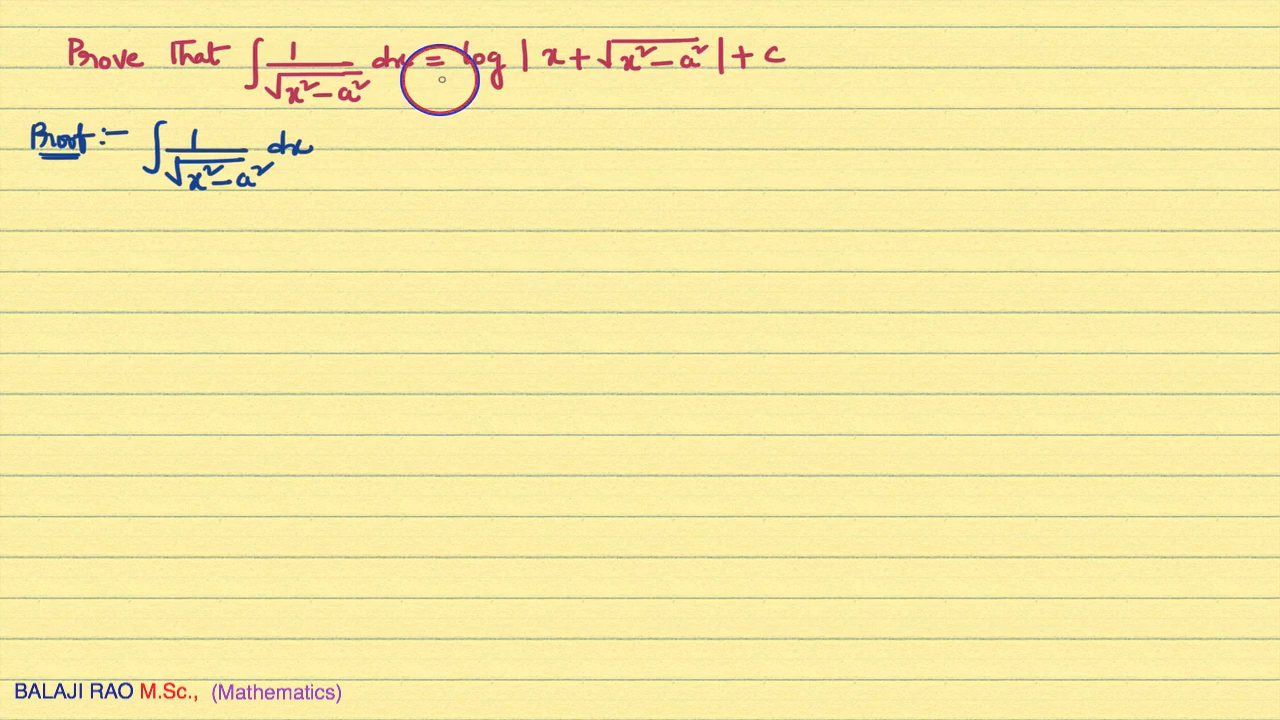 Prove That ∫ 1/√(x²-a²) dx = log | x + √(x²-a²) | + c
Proof :- ∫ 1/√(x²-a²) dx
BALAJI RAO M.Sc., (Mathematics)